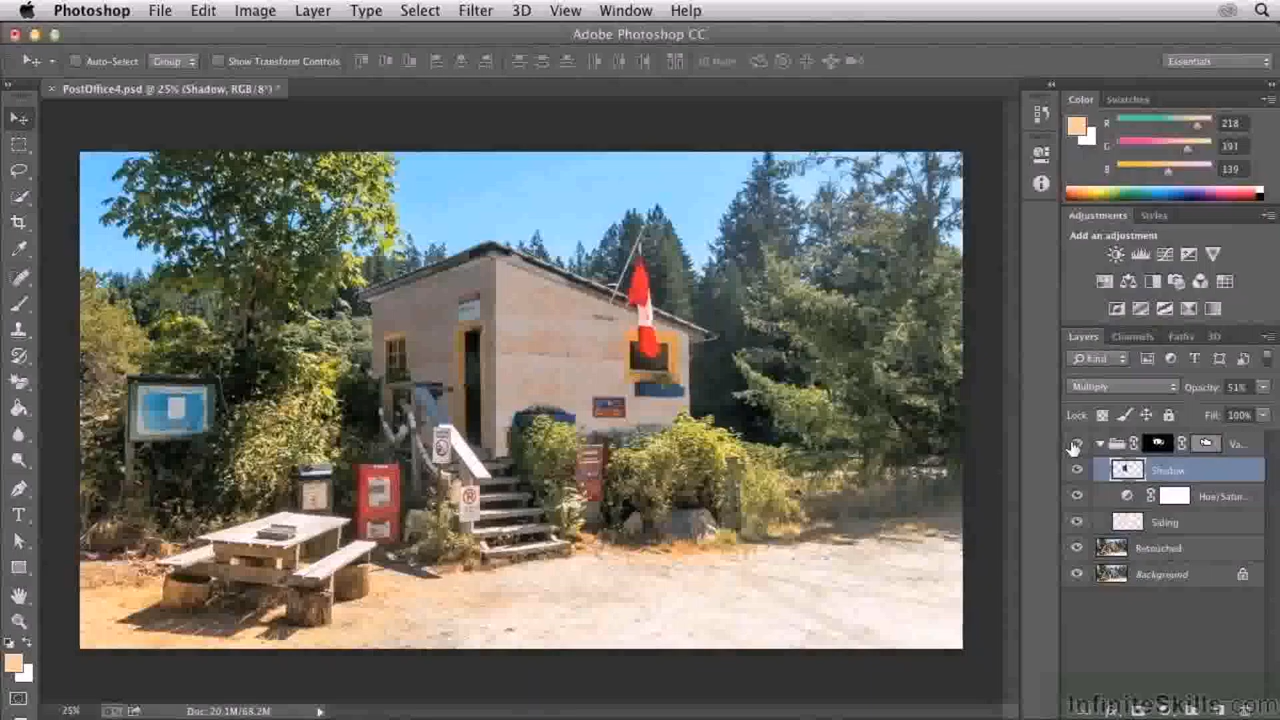 Photoshop File Edit Image Layer Type Select Filter 3D View Window Help
Adobe Photoshop CC
Auto-Select Group Show Transform Controls 3D Mode Essentials
PostOffice4.psd @ 25% (Shadow, RGB/8*) *
Color Swatches
R 218
G 191
B 139
Adjustments Styles
Add an adjustment
Layers Channels Paths 3D
Kind
Multiply Opacity: 51%
Lock: Fill: 100%
Va...
Shadow
Hue/Satur...
Siding
Retouched
Background
25% Doc: 20.1M/68.2M
InfiniteSkills.com